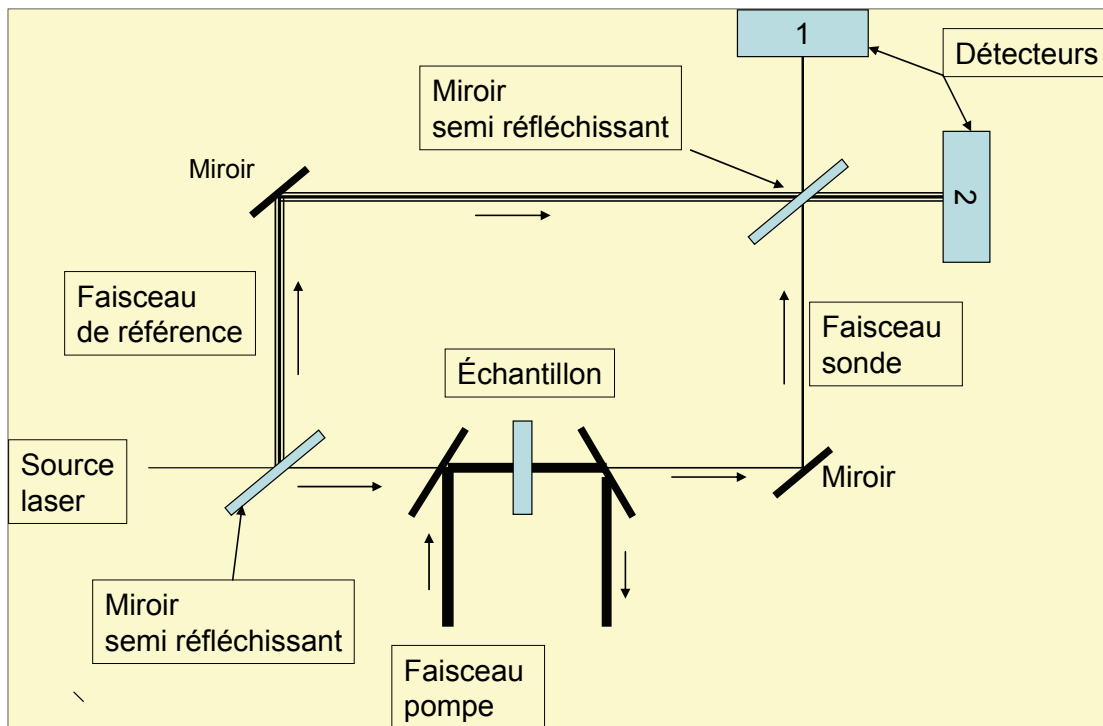 1
Détecteurs
Miroir
semi réfléchissant
Miroir
2
Faisceau
de référence
Faisceau
sonde
Échantillon
Source
laser
Miroir
Miroir
semi réfléchissant
Faisceau
pompe